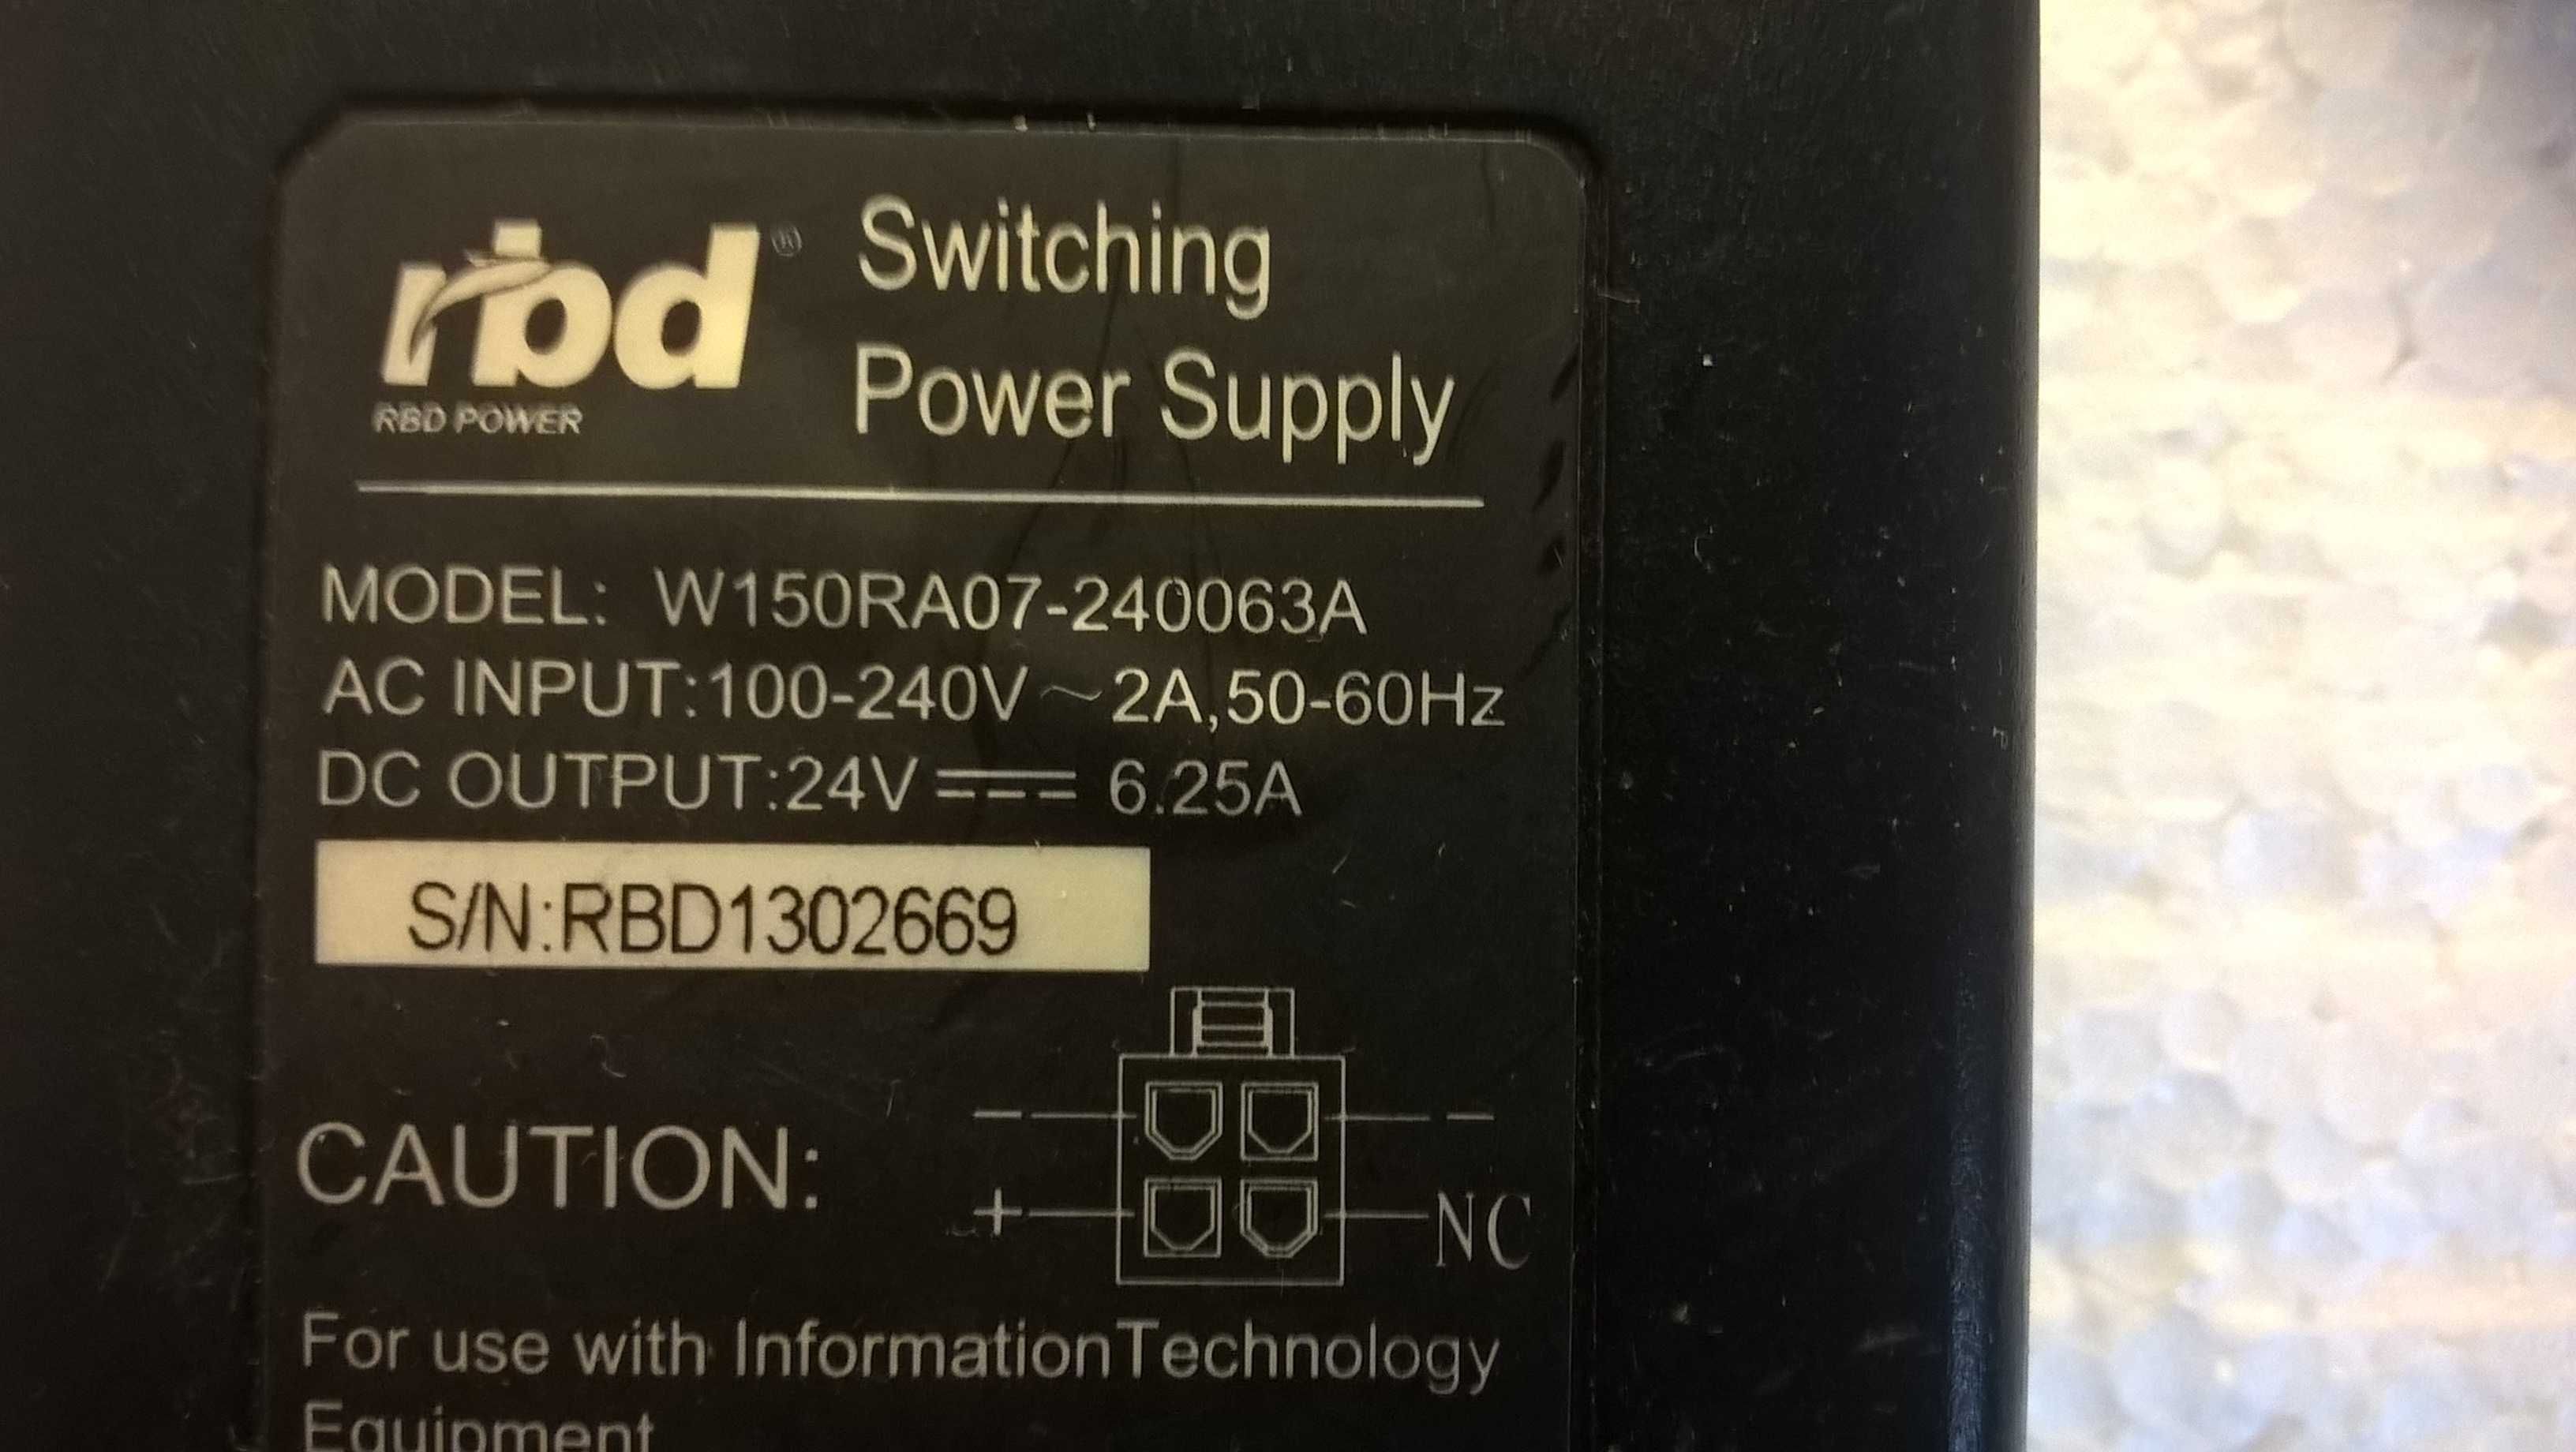 rbd® Switching
Power Supply
RBD POWER
MODEL: W150RA07-240063A
AC INPUT:100-240V ~ 2A,50-60Hz
DC OUTPUT:24V ⎓ 6.25A
S/N:RBD1302669
CAUTION:
− −
+ NC
For use with InformationTechnology
Equipment